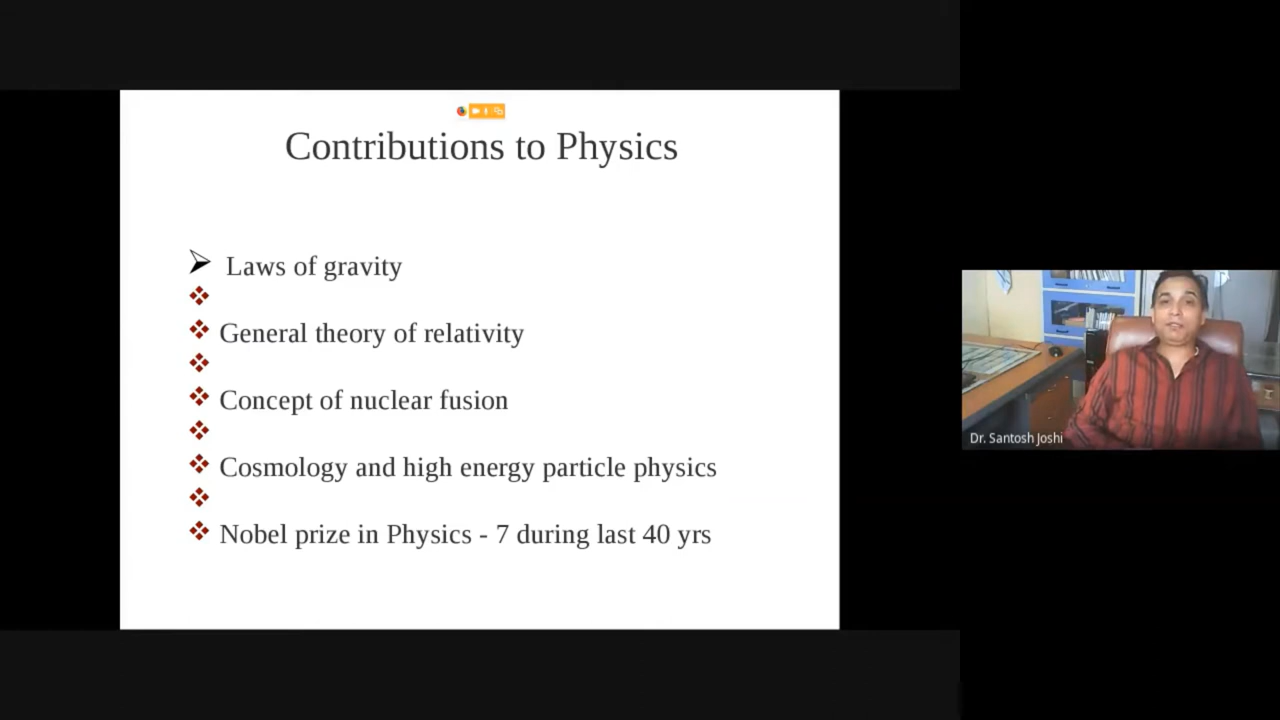 Contributions to Physics
Laws of gravity
General theory of relativity
Concept of nuclear fusion
Cosmology and high energy particle physics
Nobel prize in Physics - 7 during last 40 yrs
Dr. Santosh Joshi